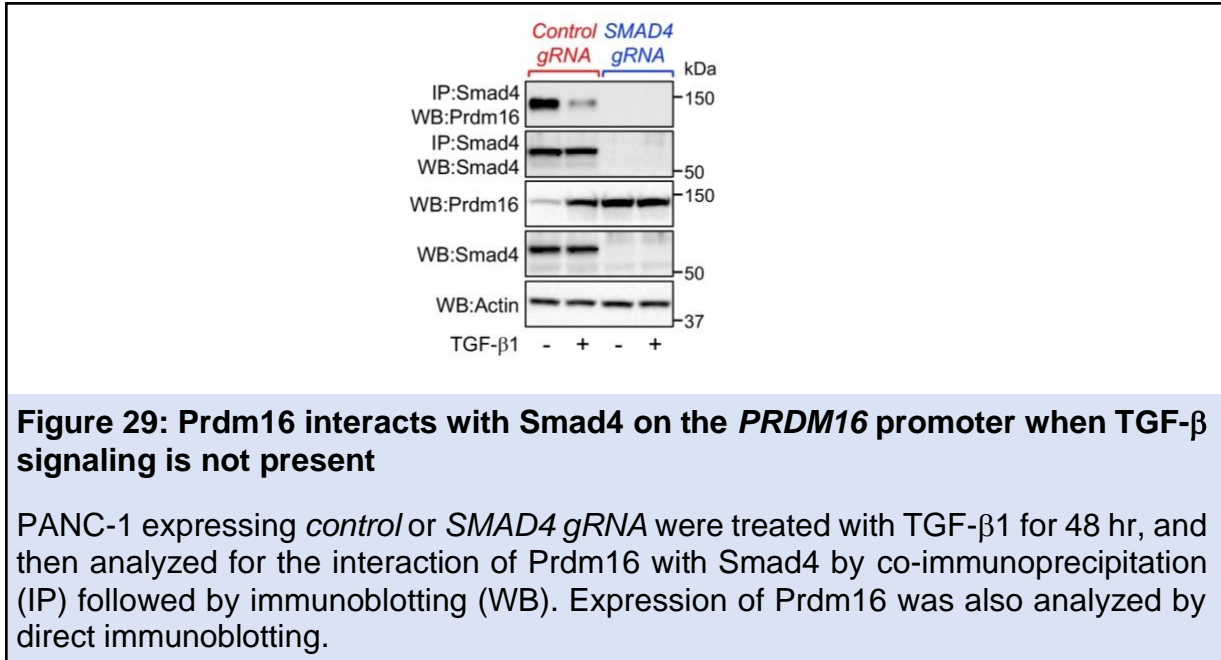 Control SMAD4
gRNA gRNA
kDa
IP:Smad4
WB:Prdm16
150
IP:Smad4
WB:Smad4
50
WB:Prdm16
150
WB:Smad4
50
WB:Actin
37
TGF-β1 - + - +
Figure 29: Prdm16 interacts with Smad4 on the PRDM16 promoter when TGF-β
signaling is not present
PANC-1 expressing control or SMAD4 gRNA were treated with TGF-β1 for 48 hr, and
then analyzed for the interaction of Prdm16 with Smad4 by co-immunoprecipitation
(IP) followed by immunoblotting (WB). Expression of Prdm16 was also analyzed by
direct immunoblotting.